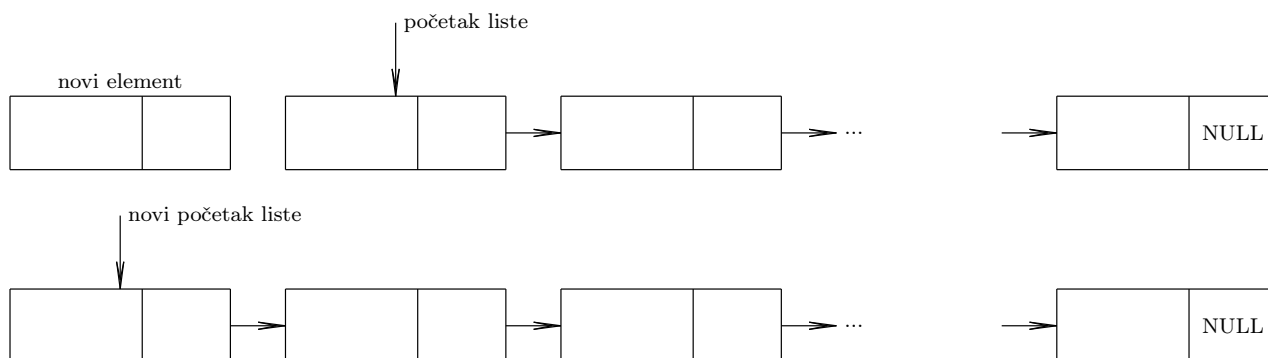 početak liste
novi element
...
NULL
novi početak liste
...
NULL